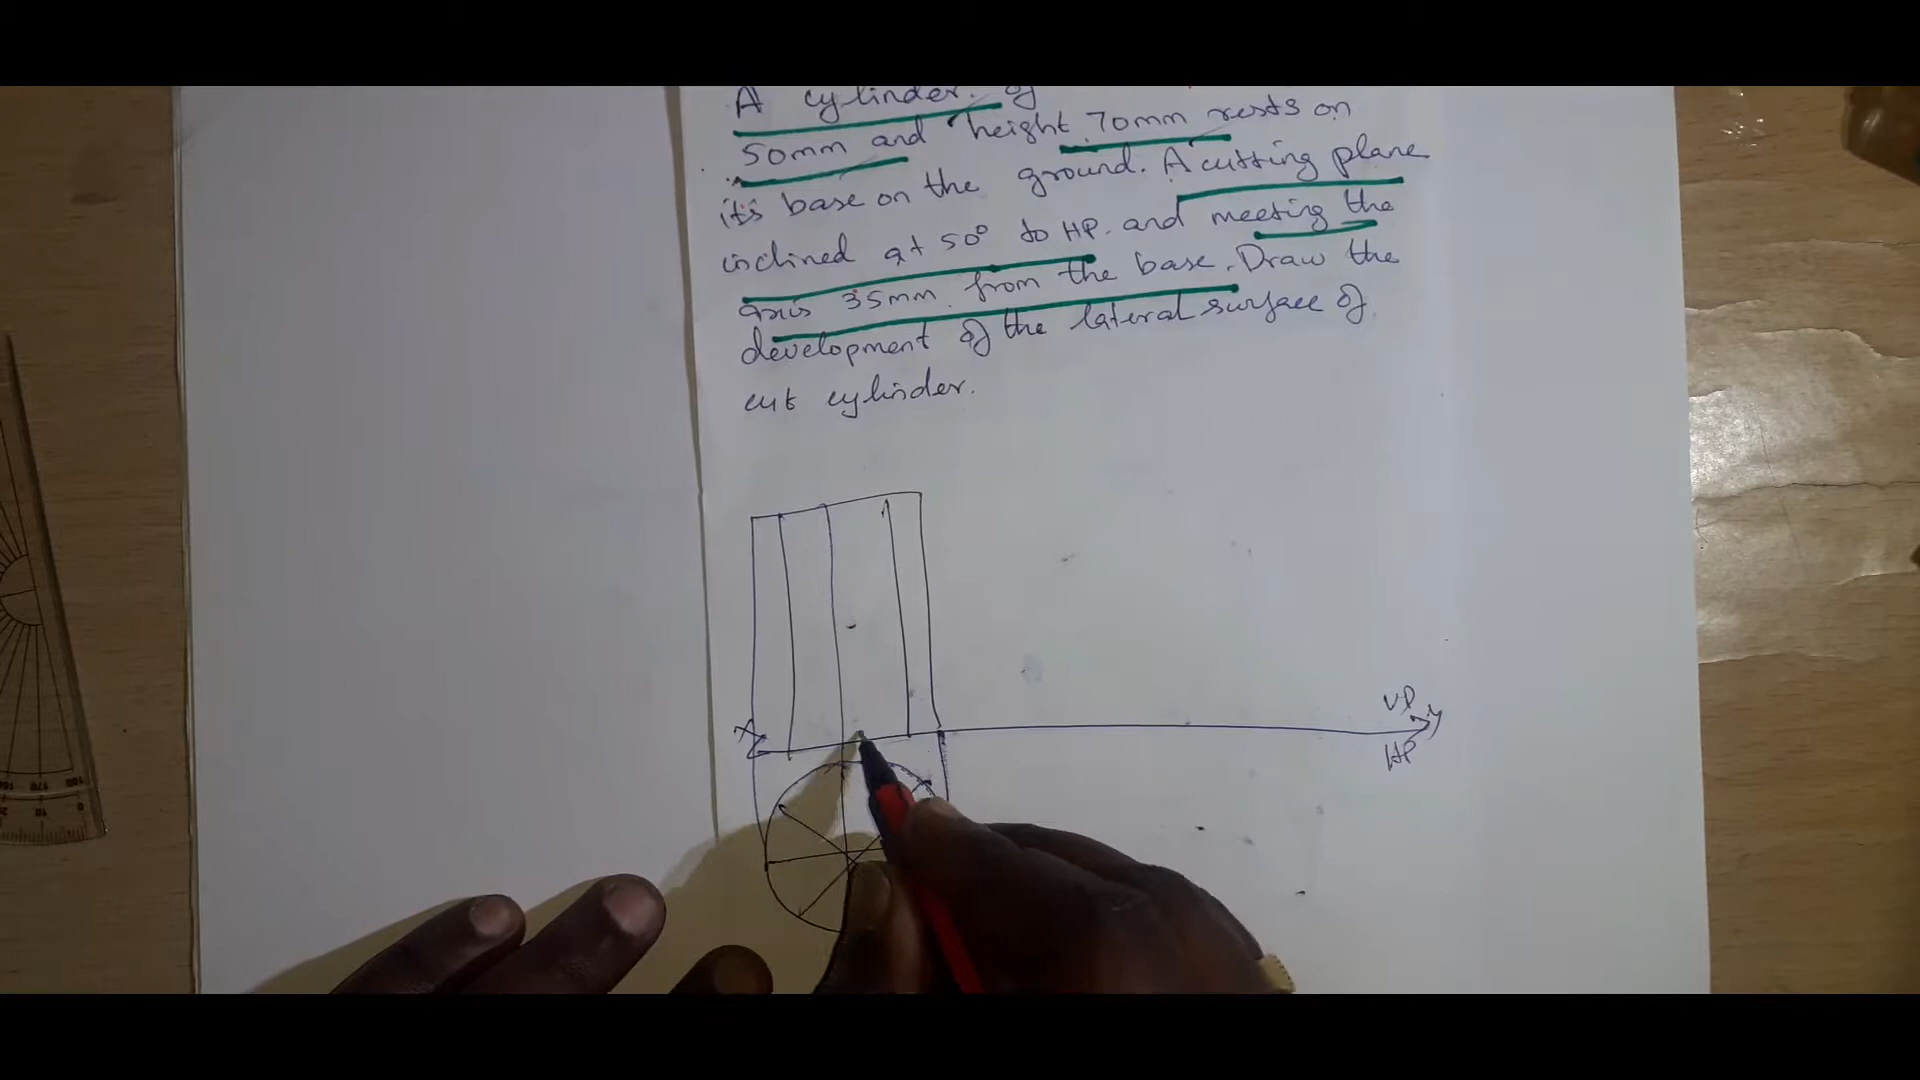 A cylinder of
50mm and height 70mm rests on
its base on the ground. A cutting plane
inclined at 50° to HP. and meeting the
axis 35mm from the base. Draw the
development of the lateral surface of
cut cylinder.
X
VP
y
HP